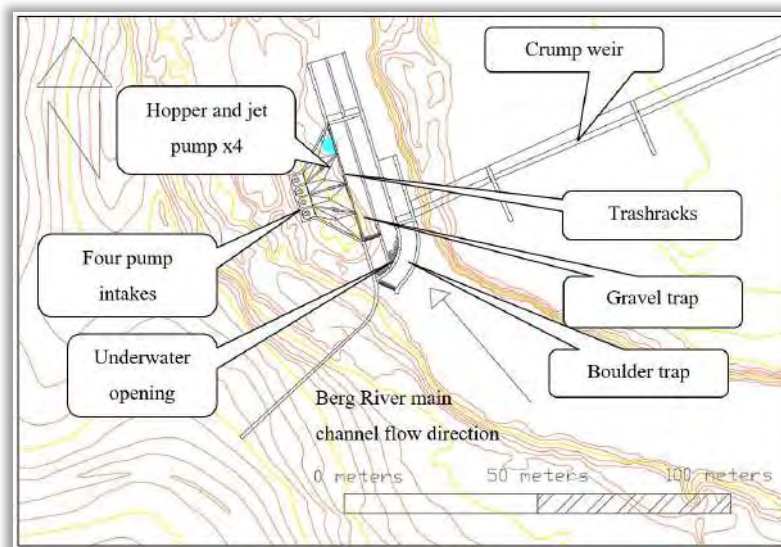 Crump weir
Hopper and jet
pump x4
Trashracks
Four pump
intakes
Gravel trap
Underwater
opening
Boulder trap
Berg River main
channel flow direction
0 meters
50 meters
100 meters